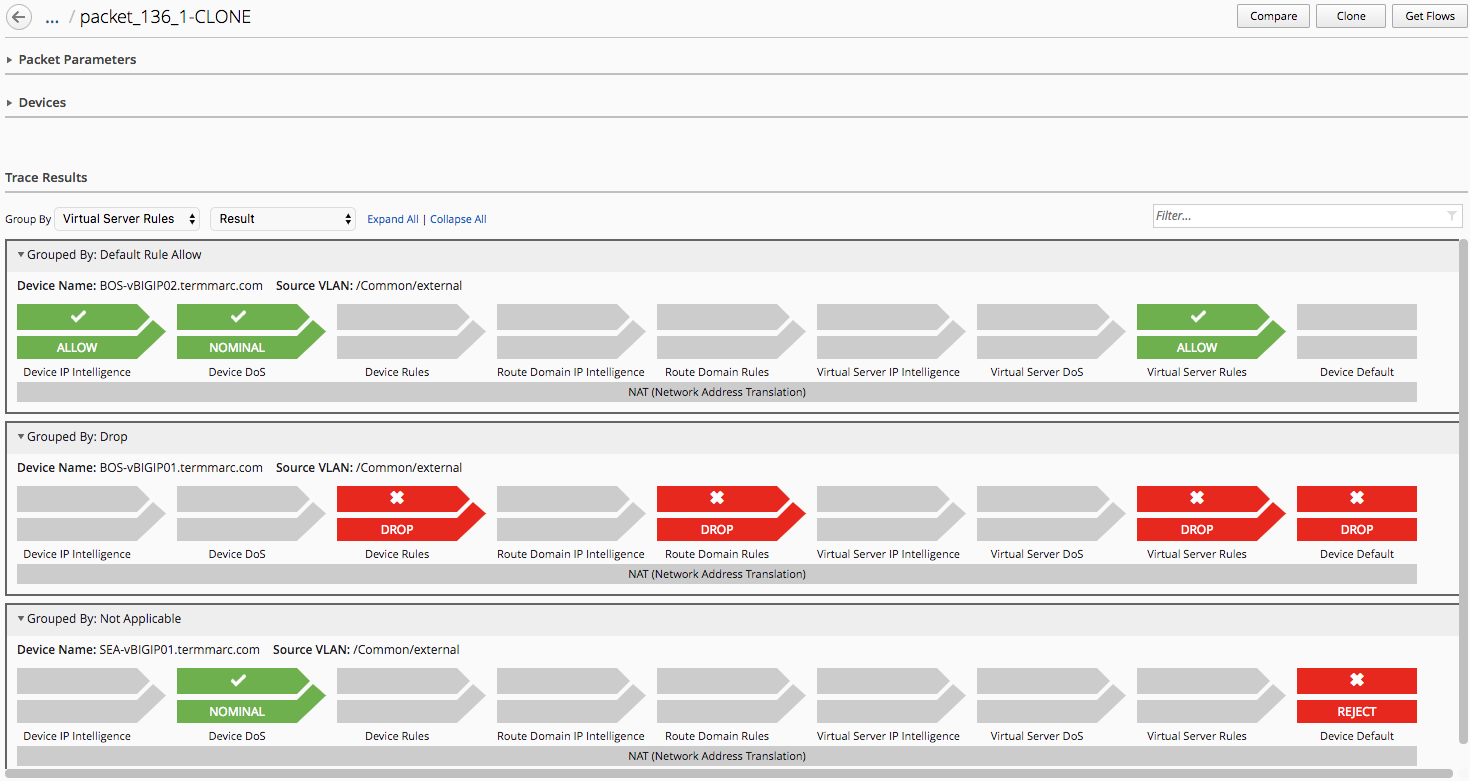 ... / packet_136_1-CLONE Compare Clone Get Flows
Packet Parameters
Devices
Trace Results
Group By Virtual Server Rules Result Expand All | Collapse All Filter...
Grouped By: Default Rule Allow
Device Name: BOS-vBIGIP02.termmarc.com Source VLAN: /Common/external
ALLOW NOMINAL ALLOW
Device IP Intelligence Device DoS Device Rules Route Domain IP Intelligence Route Domain Rules Virtual Server IP Intelligence Virtual Server DoS Virtual Server Rules Device Default
NAT (Network Address Translation)
Grouped By: Drop
Device Name: BOS-vBIGIP01.termmarc.com Source VLAN: /Common/external
DROP DROP DROP DROP
Device IP Intelligence Device DoS Device Rules Route Domain IP Intelligence Route Domain Rules Virtual Server IP Intelligence Virtual Server DoS Virtual Server Rules Device Default
NAT (Network Address Translation)
Grouped By: Not Applicable
Device Name: SEA-vBIGIP01.termmarc.com Source VLAN: /Common/external
NOMINAL REJECT
Device IP Intelligence Device DoS Device Rules Route Domain IP Intelligence Route Domain Rules Virtual Server IP Intelligence Virtual Server DoS Virtual Server Rules Device Default
NAT (Network Address Translation)